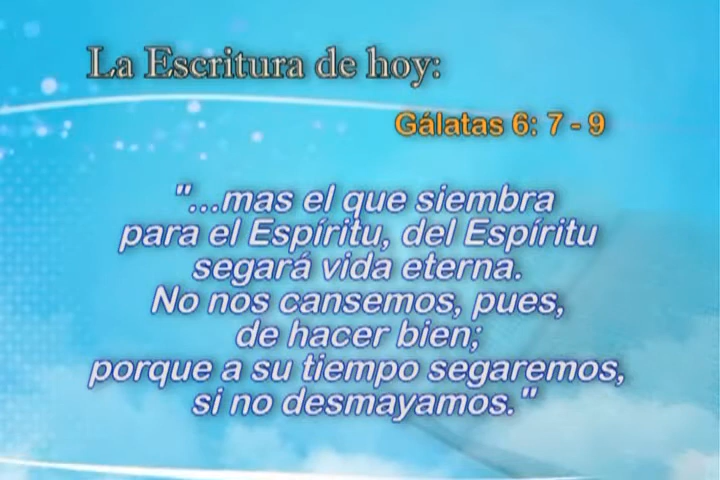 La Escritura de hoy:
Gálatas 6: 7 - 9
"...mas el que siembra
para el Espíritu, del Espíritu
segará vida eterna.
No nos cansemos, pues,
de hacer bien;
porque a su tiempo segaremos,
si no desmayamos."